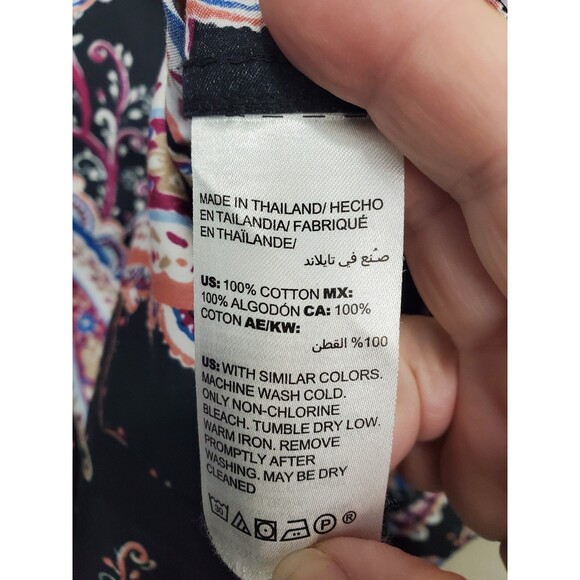 MADE IN THAILAND/ HECHO
EN TAILANDIA/ FABRIQUÉ
EN THAÏLANDE/
صُنع في تايلاند
US: 100% COTTON MX:
100% ALGODÓN CA: 100%
COTON AE/KW:
100% القطن
US: WITH SIMILAR COLORS.
MACHINE WASH COLD.
ONLY NON-CHLORINE
BLEACH. TUMBLE DRY LOW.
WARM IRON. REMOVE
PROMPTLY AFTER
WASHING. MAY BE DRY
CLEANED
30 P ®